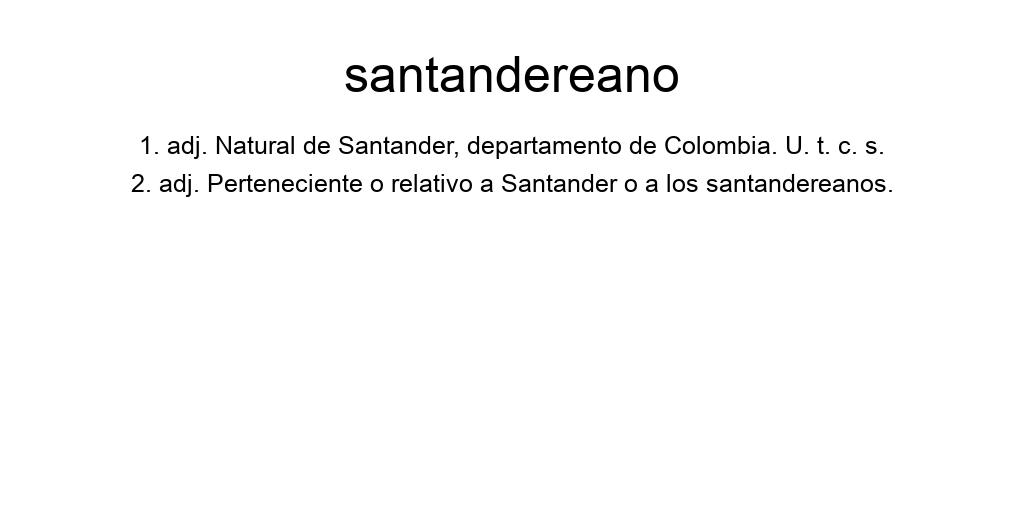 santandereano
1. adj. Natural de Santander, departamento de Colombia. U. t. c. s.
2. adj. Perteneciente o relativo a Santander o a los santandereanos.